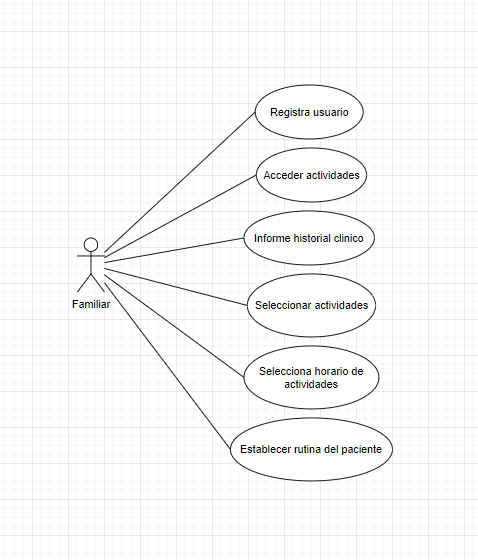 Registra usuario
Acceder actividades
Informe historial clinico
Familiar
Seleccionar actividades
Selecciona horario de
actividades
Establecer rutina del paciente